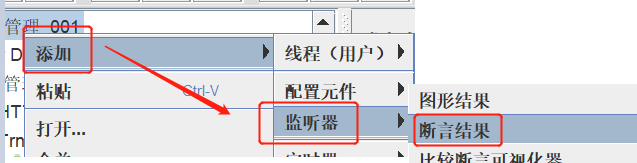 管理 001
添加
粘贴 Ctrl-V
打开...
线程（用户）
配置元件
监听器
图形结果
断言结果
比较断言可视化器